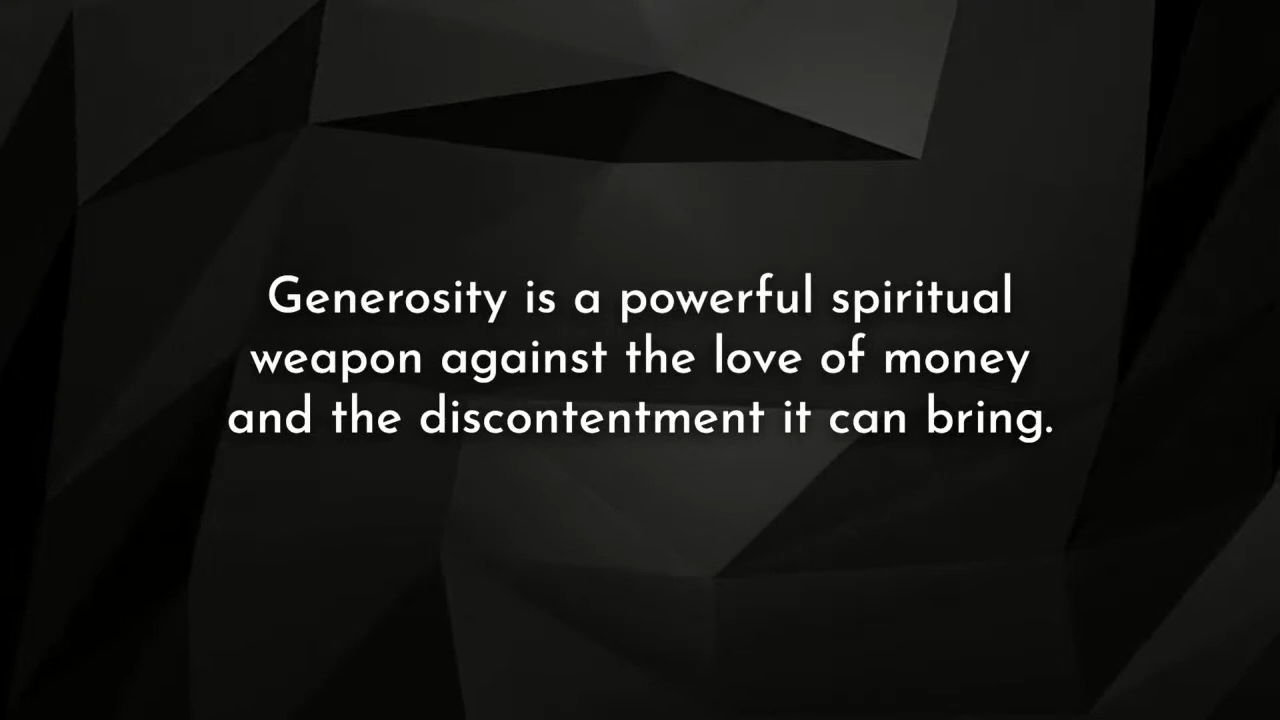 Generosity is a powerful spiritual
weapon against the love of money
and the discontentment it can bring.